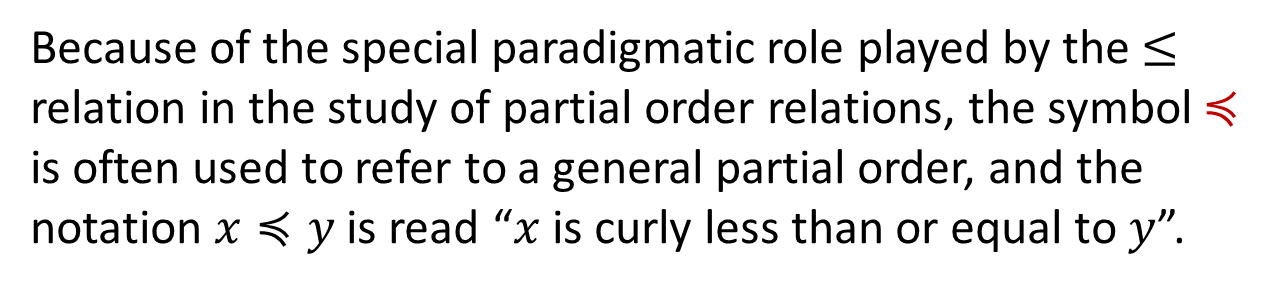 Because of the special paradigmatic role played by the ≤
relation in the study of partial order relations, the symbol ≼
is often used to refer to a general partial order, and the
notation 𝑥 ≼ 𝑦 is read “𝑥 is curly less than or equal to 𝑦”.